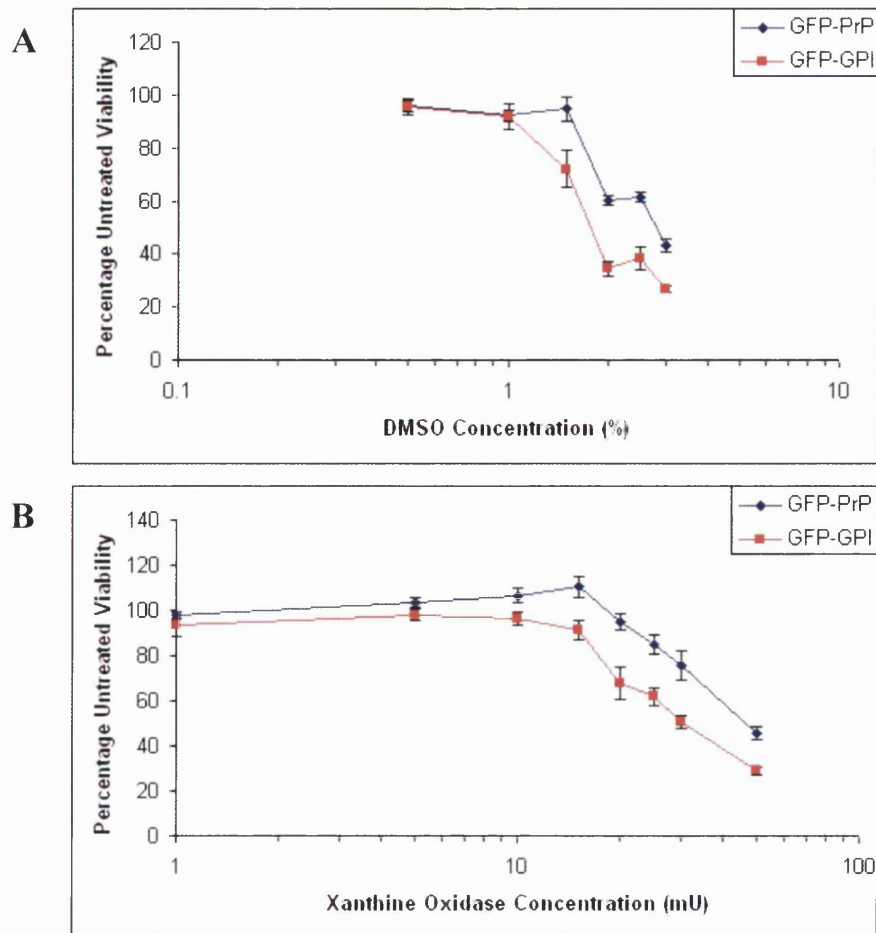 A
GFP-PrP
GFP-GPI
120
100
80
60
40
20
0
0.1
1
10
Percentage Untreated Viability
DMSO Concentration (%)
B
GFP-PrP
GFP-GPI
140
120
100
80
60
40
20
0
1
10
100
Percentage Untreated Viability
Xanthine Oxidase Concentration (mU)